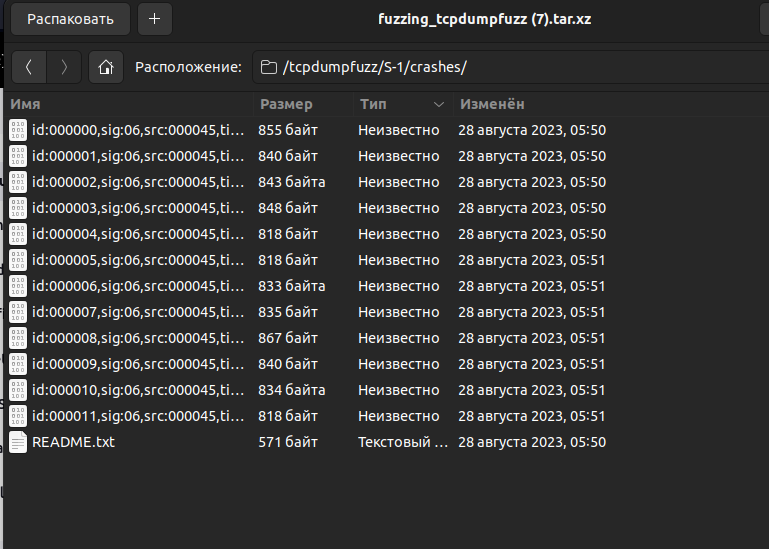 Распаковать + fuzzing_tcpdumpfuzz (7).tar.xz
Расположение: /tcpdumpfuzz/S-1/crashes/
Имя Размер Тип Изменён
id:000000,sig:06,src:000045,ti… 855 байт Неизвестно 28 августа 2023, 05:50
id:000001,sig:06,src:000045,ti… 840 байт Неизвестно 28 августа 2023, 05:50
id:000002,sig:06,src:000045,ti… 843 байта Неизвестно 28 августа 2023, 05:50
id:000003,sig:06,src:000045,ti… 848 байт Неизвестно 28 августа 2023, 05:50
id:000004,sig:06,src:000045,ti… 818 байт Неизвестно 28 августа 2023, 05:50
id:000005,sig:06,src:000045,ti… 818 байт Неизвестно 28 августа 2023, 05:51
id:000006,sig:06,src:000045,ti… 833 байта Неизвестно 28 августа 2023, 05:51
id:000007,sig:06,src:000045,ti… 835 байт Неизвестно 28 августа 2023, 05:51
id:000008,sig:06,src:000045,ti… 867 байт Неизвестно 28 августа 2023, 05:51
id:000009,sig:06,src:000045,ti… 840 байт Неизвестно 28 августа 2023, 05:51
id:000010,sig:06,src:000045,ti… 834 байта Неизвестно 28 августа 2023, 05:51
id:000011,sig:06,src:000045,ti… 818 байт Неизвестно 28 августа 2023, 05:51
README.txt 571 байт Текстовый … 28 августа 2023, 05:50